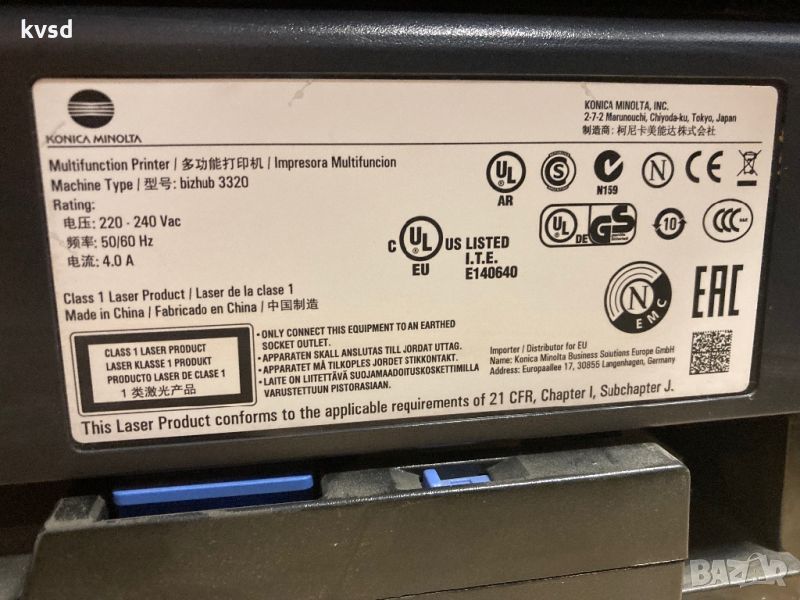 kvsd
KONICA MINOLTA
KONICA MINOLTA, INC.
2-7-2 Marunouchi, Chiyoda-ku, Tokyo, Japan
制造商: 柯尼卡美能达株式会社
Multifunction Printer / 多功能打印机 / Impresora Multifuncion
Machine Type / 型号: bizhub 3320
Rating:
电压: 220 - 240 Vac
频率: 50/60 Hz
电流: 4.0 A
UL
AR
S
N159
N
CE
C UL US LISTED
EU
I.T.E.
E140640
UL
DE
GS
10
CCC
N
EMC
EAC
Class 1 Laser Product / Laser de la clase 1
Made in China / Fabricado en China / 中国制造
CLASS 1 LASER PRODUCT
LASER KLASSE 1 PRODUKT
PRODUCTO LASER DE CLASE 1
1 类激光产品
• ONLY CONNECT THIS EQUIPMENT TO AN EARTHED
SOCKET OUTLET.
• APPARATEN SKALL ANSLUTAS TILL JORDAT UTTAG.
• APPARATET MÅ TILKOPLES JORDET STIKKONTAKT.
• LAITE ON LIITETTÄVÄ SUOJAMAADOITUSKOSKETTIMILLA
VARUSTETTUUN PISTORASIAAN.
Importer / Distributor for EU
Name: Konica Minolta Business Soiutions Europe GmbH
Address: Europaallee 17, 30855 Langenhagen, Germany
This Laser Product conforms to the applicable requirements of 21 CFR, Chapter I, Subchapter J.
BAZAR